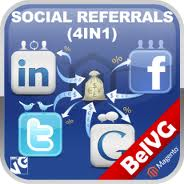 SOCIAL REFERRALS
(4IN1)
in
f
t
G
BelVG
Magento